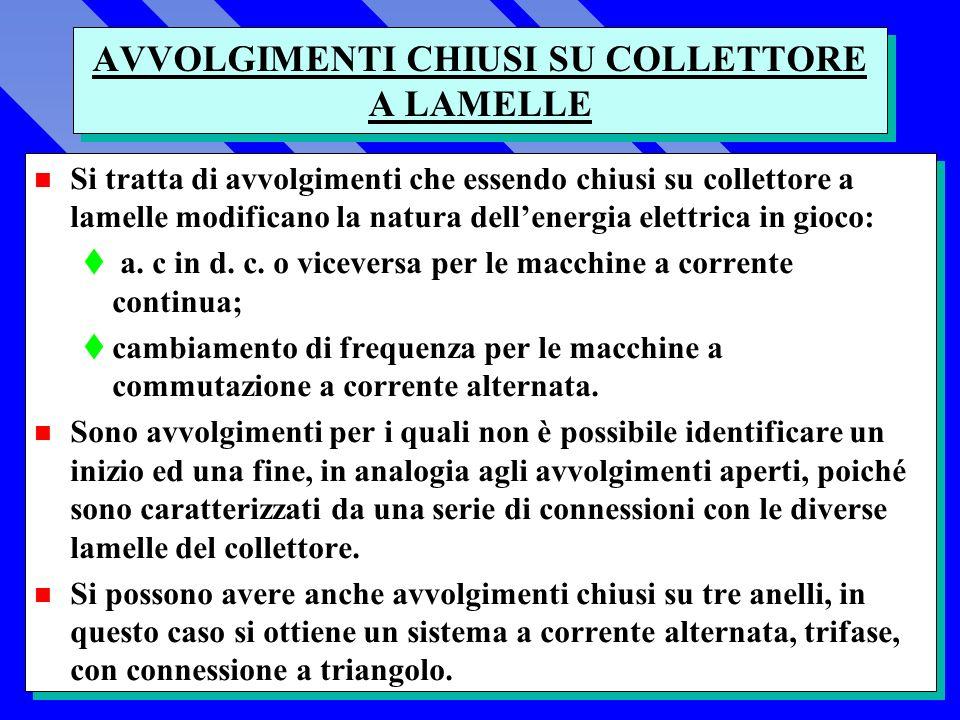 AVVOLGIMENTI CHIUSI SU COLLETTORE
A LAMELLE
Si tratta di avvolgimenti che essendo chiusi su collettore a
lamelle modificano la natura dell’energia elettrica in gioco:
a. c in d. c. o viceversa per le macchine a corrente
continua;
cambiamento di frequenza per le macchine a
commutazione a corrente alternata.
Sono avvolgimenti per i quali non è possibile identificare un
inizio ed una fine, in analogia agli avvolgimenti aperti, poiché
sono caratterizzati da una serie di connessioni con le diverse
lamelle del collettore.
Si possono avere anche avvolgimenti chiusi su tre anelli, in
questo caso si ottiene un sistema a corrente alternata, trifase,
con connessione a triangolo.